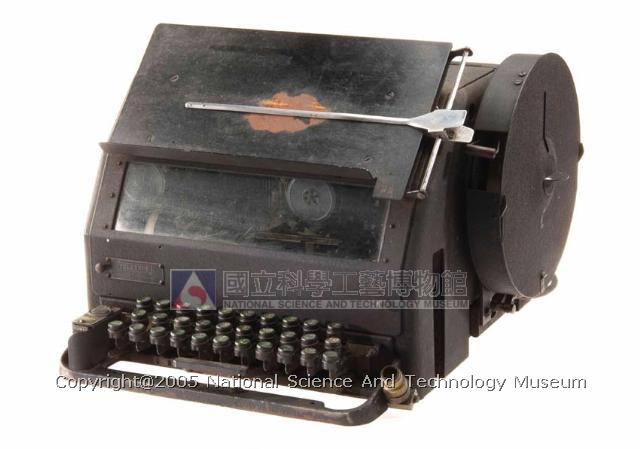 國立科學工藝博物館
NATIONAL SCIENCE AND TECHNOLOGY MUSEUM
Copyright@2005 National Science And Technology Museum